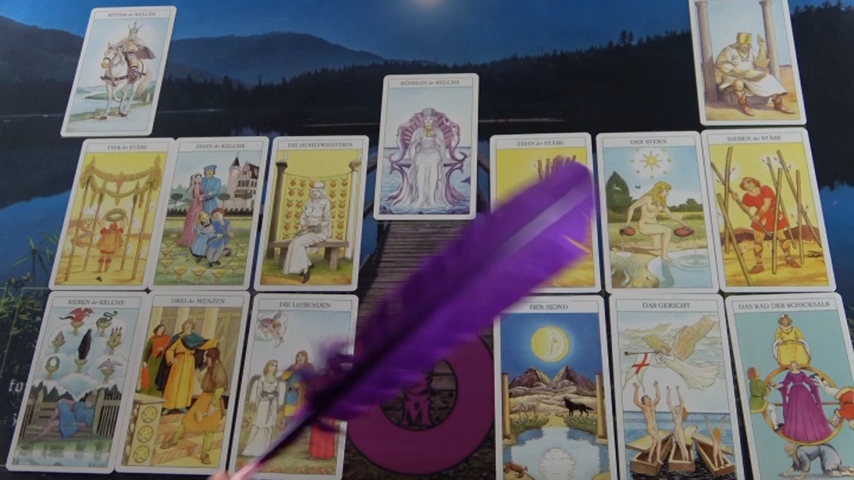 RITTER der KELCHE
KÖNIGIN der KELCHE
VIER der STÄBE
ZEHN der KELCHE
DIE HOHEPRIESTERIN
ZEHN der STÄBE
DER STERN
SIEBEN der STÄBE
SIEBEN der KELCHE
DREI der MÜNZEN
DIE LIEBENDEN
DER MOND
DAS GERICHT
DAS RAD DES SCHICKSALS
M